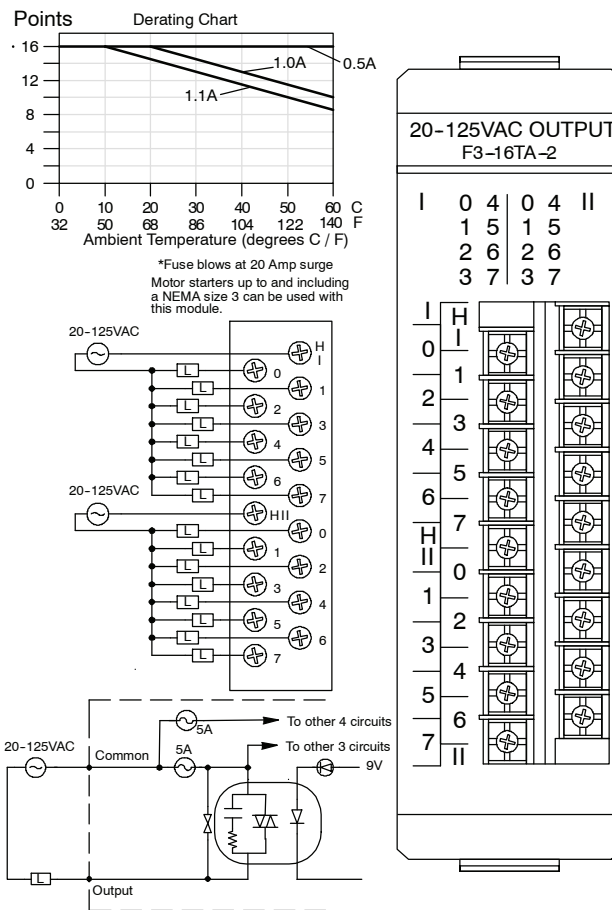 Points
Derating Chart
16
12
8
4
0
1.0A
0.5A
1.1A
0 10 20 30 40 50 60 C
32 50 68 86 104 122 140 F
Ambient Temperature (degrees C / F)
*Fuse blows at 20 Amp surge
Motor starters up to and including
a NEMA size 3 can be used with
this module.
20-125VAC
H
I
L 0
L 1
L 2
L 3
L 4
L 5
L 6
L 7
20-125VAC
HII
L 0
L 1
L 2
L 3
L 4
L 5
L 6
L 7
5A
To other 4 circuits
20-125VAC
Common
5A
To other 3 circuits
9V
L
Output
20-125VAC OUTPUT
F3-16TA-2
I 0 4 0 4 II
1 5 1 5
2 6 2 6
3 7 3 7
I
H
I
0
1
2
3
4
5
6
7
H
II
0
1
2
3
4
5
6
7
II